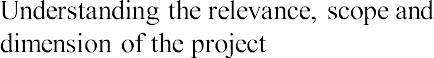 Understanding the relevance, scope and
dimension of the project